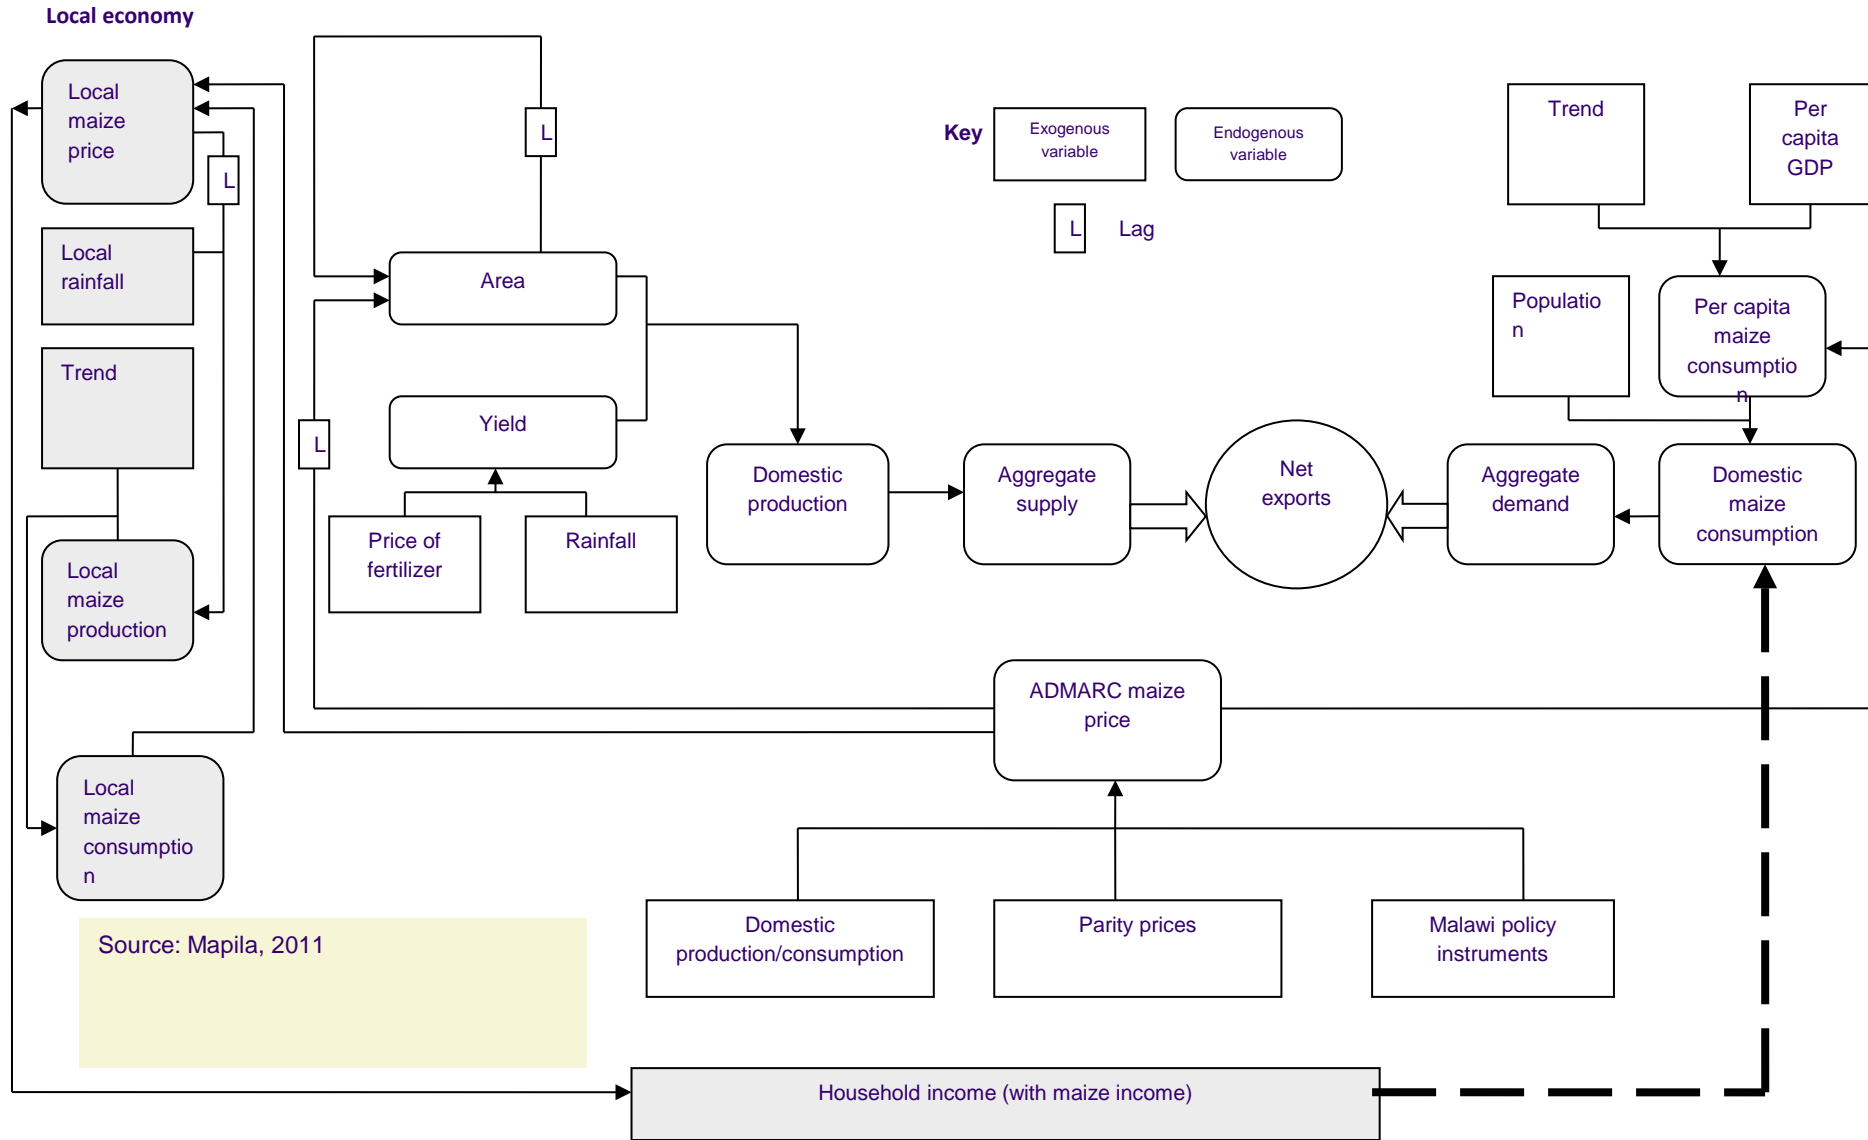 Local economy
Local
maize
price
L
Local
rainfall
Trend
Local
maize
production
Local
maize
consumptio
n
L
L
Area
Yield
Price of
fertilizer
Rainfall
Domestic
production
Aggregate
supply
Net
exports
Aggregate
demand
Domestic
maize
consumption
Key
Exogenous
variable
Endogenous
variable
L
Lag
Trend
Per
capita
GDP
Populatio
n
Per capita
maize
consumptio
n
ADMARC maize
price
Domestic
production/consumption
Parity prices
Malawi policy
instruments
Source: Mapila, 2011
Household income (with maize income)